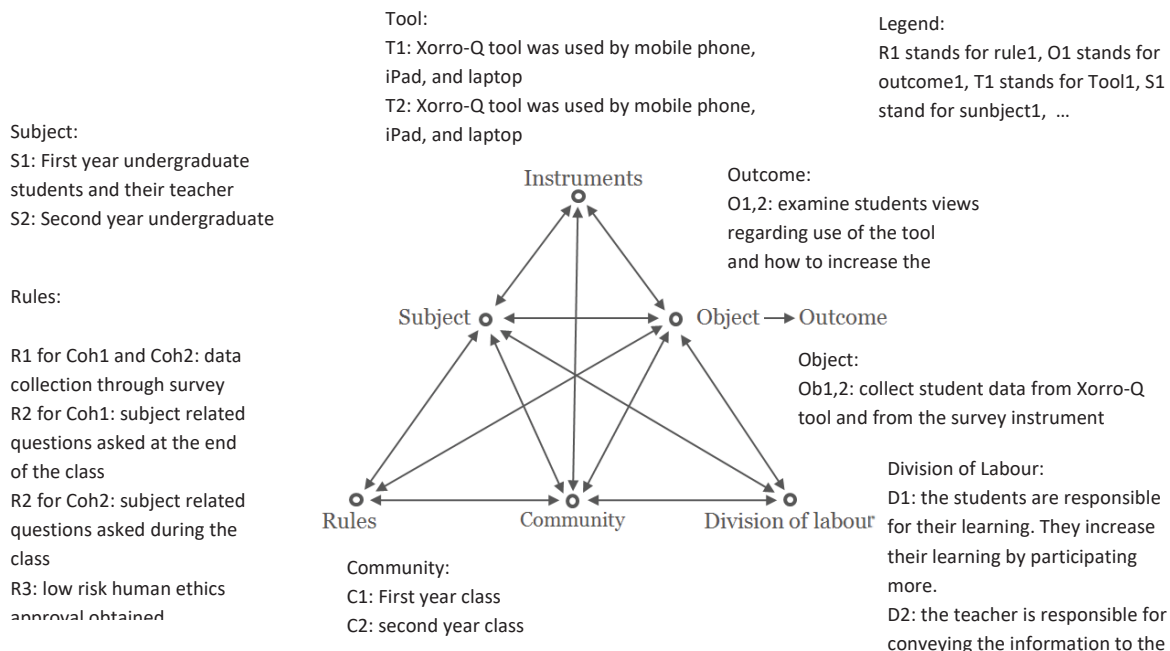 Tool:
T1: Xorro-Q tool was used by mobile phone,
iPad, and laptop
T2: Xorro-Q tool was used by mobile phone,
iPad, and laptop
Legend:
R1 stands for rule1, O1 stands for
outcome1, T1 stands for Tool1, S1
stand for sunbject1, ...
Subject:
S1: First year undergraduate
students and their teacher
S2: Second year undergraduate
Instruments
Outcome:
O1,2: examine students views
regarding use of the tool
and how to increase the
Rules:
R1 for Coh1 and Coh2: data
collection through survey
R2 for Coh1: subject related
questions asked at the end
of the class
R2 for Coh2: subject related
questions asked during the
class
R3: low risk human ethics
approval obtained
Subject
Object
Outcome
Object:
Ob1,2: collect student data from Xorro-Q
tool and from the survey instrument
Rules
Community
Division of labour
Division of Labour:
D1: the students are responsible
for their learning. They increase
their learning by participating
more.
D2: the teacher is responsible for
conveying the information to the
Community:
C1: First year class
C2: second year class